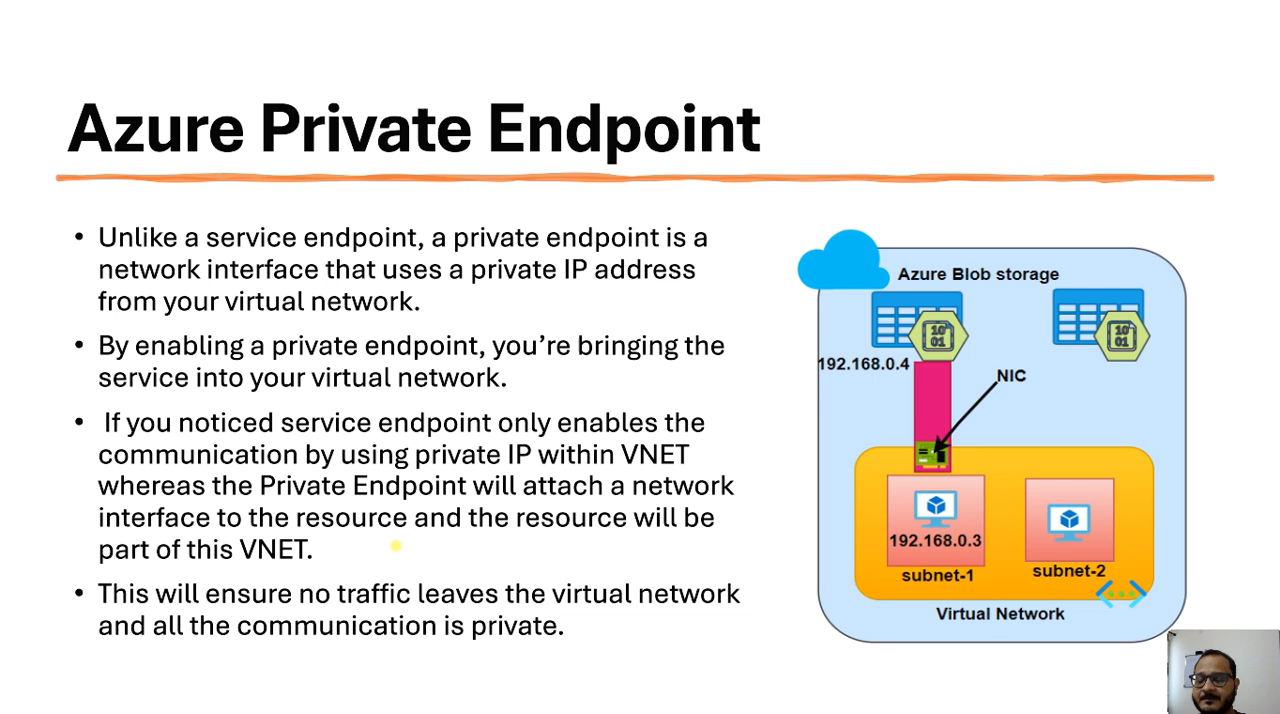 Azure Private Endpoint
• Unlike a service endpoint, a private endpoint is a
network interface that uses a private IP address
from your virtual network.
• By enabling a private endpoint, you’re bringing the
service into your virtual network.
• If you noticed service endpoint only enables the
communication by using private IP within VNET
whereas the Private Endpoint will attach a network
interface to the resource and the resource will be
part of this VNET.
• This will ensure no traffic leaves the virtual network
and all the communication is private.
Azure Blob storage
10
01
10
01
192.168.0.4
NIC
192.168.0.3
subnet-1
subnet-2
Virtual Network